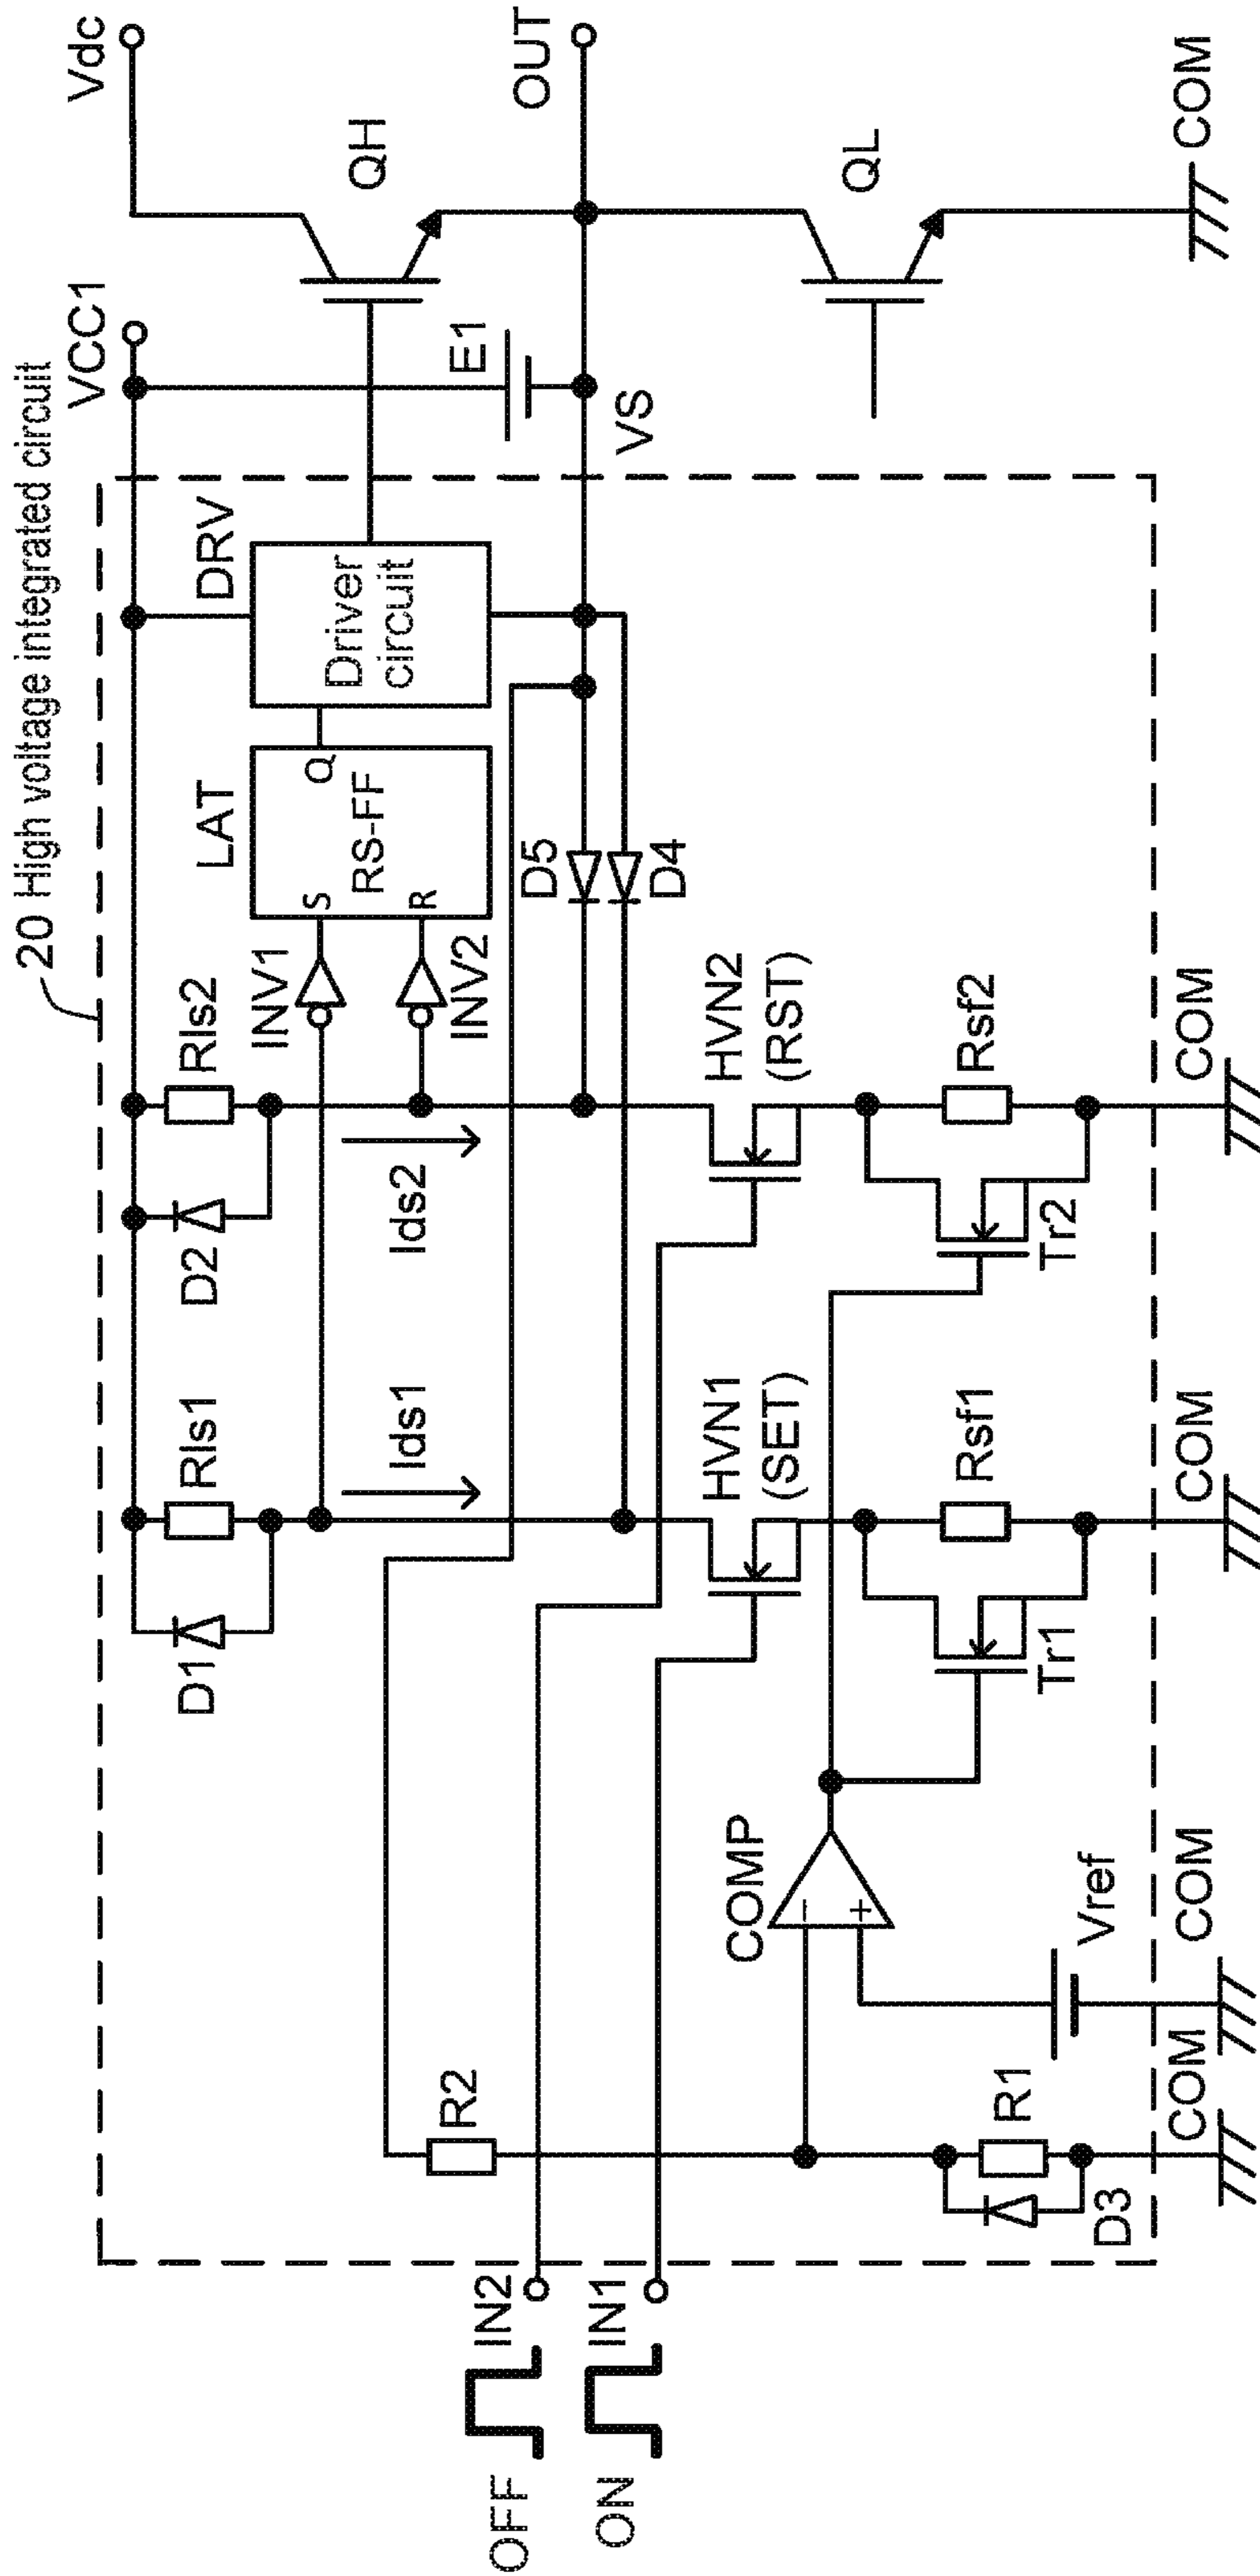 20 High voltage integrated circuit
VCC1
Vdc
D1
Rls1
D2
Rls2
LAT
DRV
INV1
S
Q
RS-FF
R
INV2
Driver
circuit
QH
E1
Ids1
Ids2
OUT
VS
D5
D4
R2
OFF
IN2
ON
IN1
HVN1
(SET)
HVN2
(RST)
QL
COMP
−
+
Vref
Tr1
Rsf1
Tr2
Rsf2
R1
D3
COM
COM
COM
COM
COM